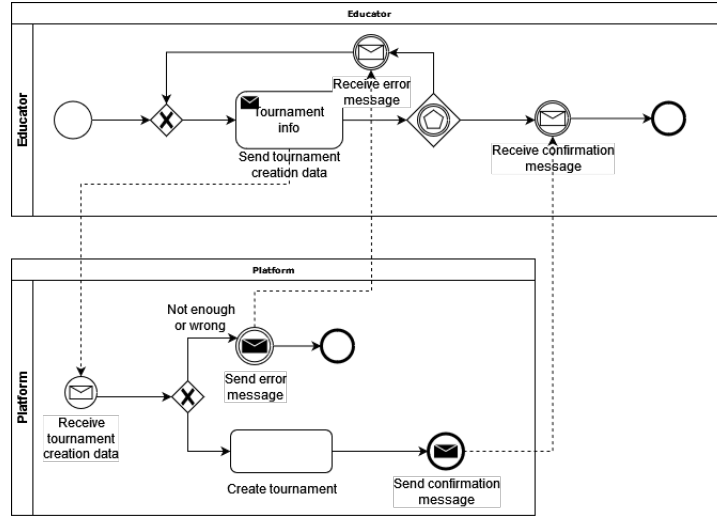 Educator
Educator
Receive error
message
Tournament
info
Send tournament
creation data
Receive confirmation
message
Platform
Platform
Not enough
or wrong
Send error
message
Receive
tournament
creation data
Create tournament
Send confirmation
message